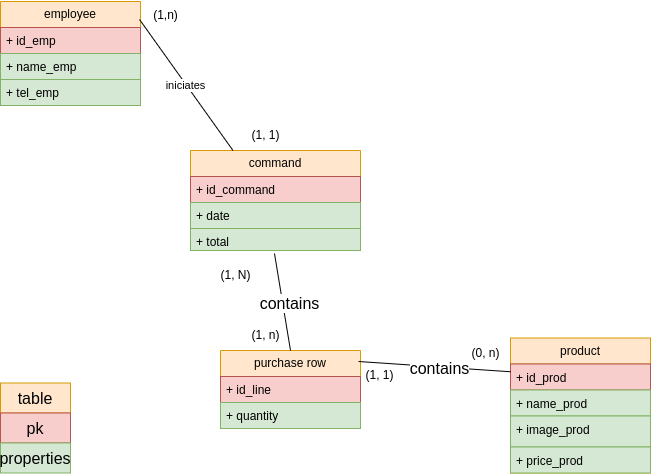 employee
(1,n)
+ id_emp
+ name_emp
+ tel_emp
iniciates
(1, 1)
command
+ id_command
+ date
+ total
(1, N)
contains
(1, n)
purchase row
+ id_line
+ quantity
(1, 1)
contains
(0, n)
product
+ id_prod
+ name_prod
+ image_prod
+ price_prod
table
pk
properties